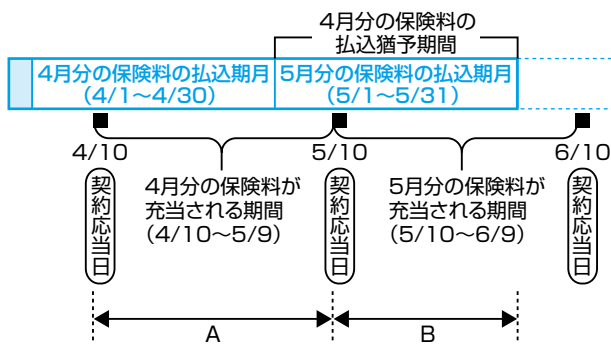 4月分の保険料の
払込猶予期間
4月分の保険料の払込期月
(4/1～4/30)
5月分の保険料の払込期月
(5/1～5/31)
4/10
5/10
6/10
契約応当日
4月分の保険料が
充当される期間
(4/10～5/9)
契約応当日
5月分の保険料が
充当される期間
(5/10～6/9)
契約応当日
A
B